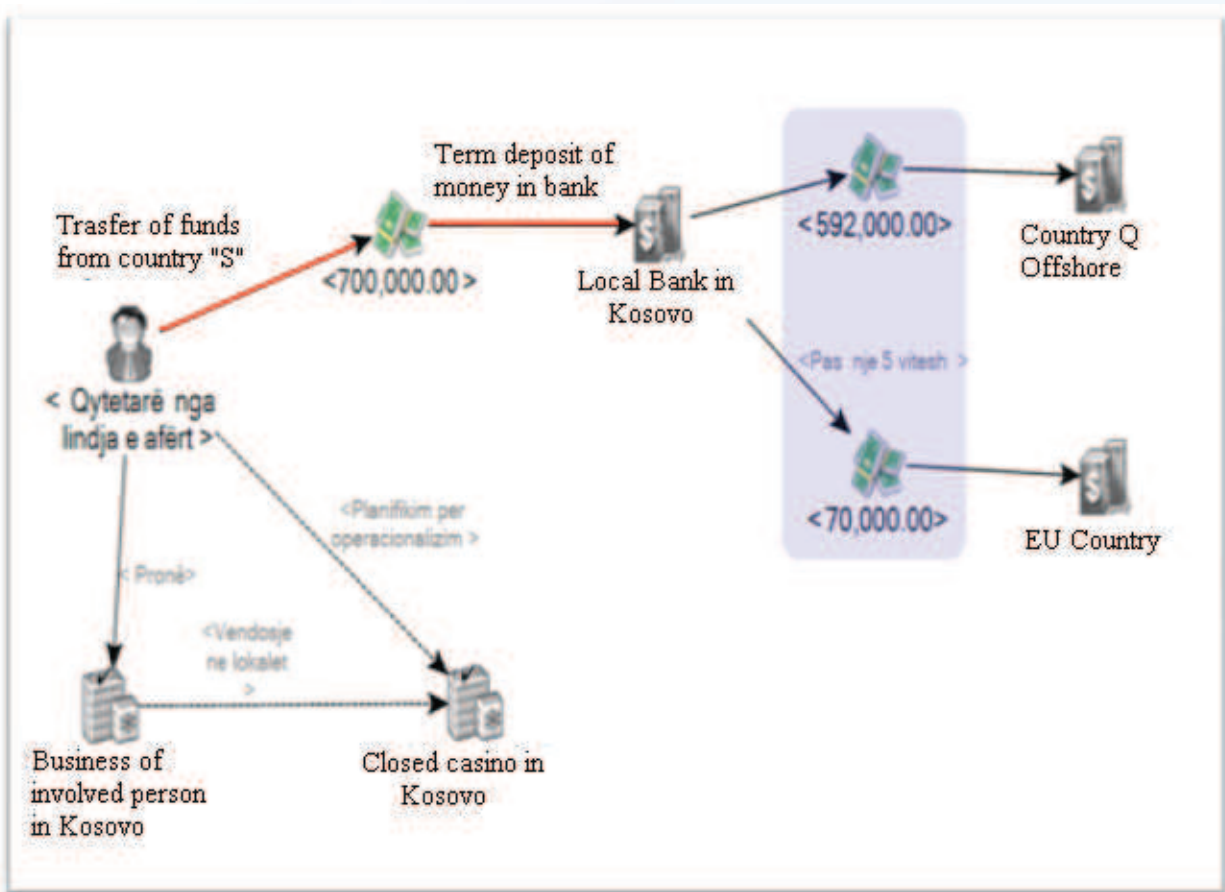 Term deposit of
money in bank
Trasfer of funds
from country "S"
<700,000.00 >
Local Bank in
Kosovo
<592,000.00>
Country Q
Offshore
<Pas nje 5 vitesh >
<70,000.00>
EU Country
< Qytetarë nga
lindja e afërt >
<Planifikim per
operacionalizim >
< Pronë>
<Vendosje
ne lokalet
>
Business of
involved person
in Kosovo
Closed casino in
Kosovo